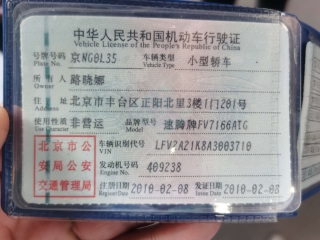 中华人民共和国机动车行驶证
Vehicle License of the People's Republic of China
号牌号码 京NG0L35 车辆类型 小型轿车
Plate No. Vehicle Type
所有人 路晓娜
Owner
住址 北京市丰台区正阳北里3楼1门201号
Address
使用性质 非营运 品牌型号 速腾牌FV7166ATG
Use Character Model
北京市公安局公安交通管理局
车辆识别代号 LFV2A21K8A3003710
VIN
发动机号码 409238
Engine No.
注册日期 2010-02-08 发证日期 2010-02-08
Register Date Issue Date